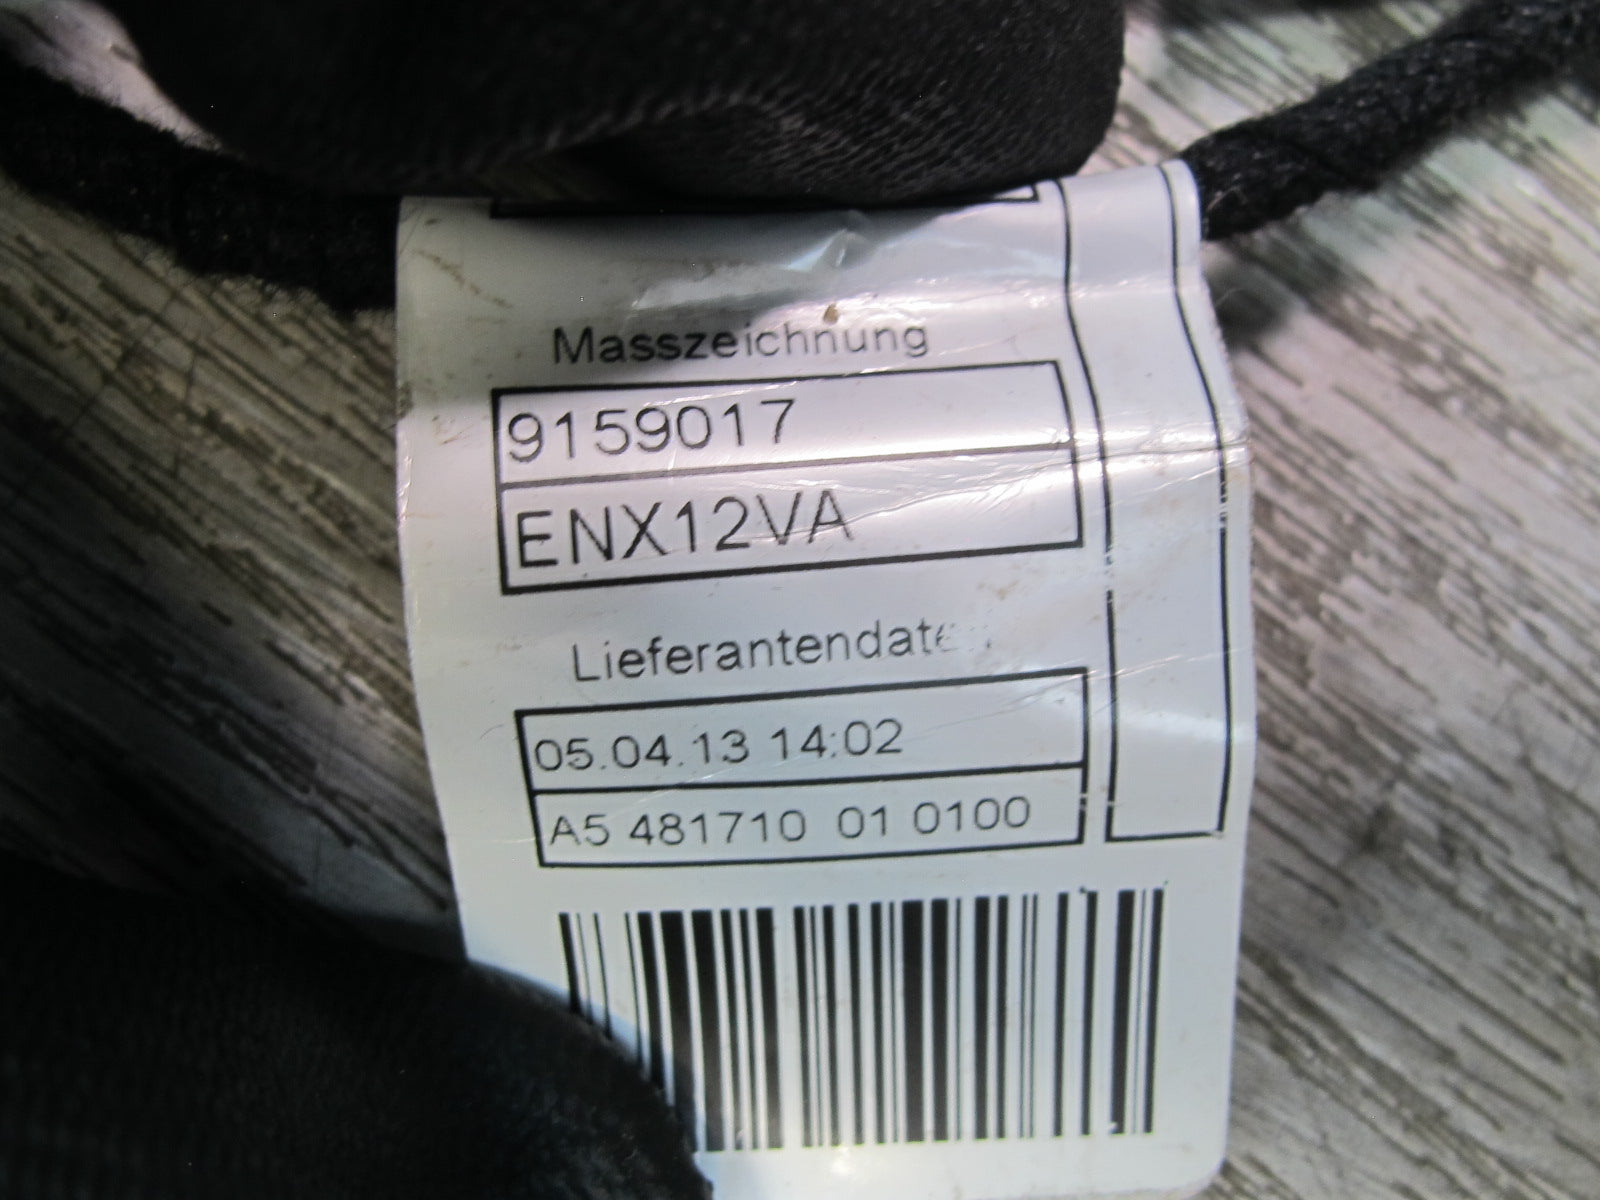 Masszeichnung
9159017
ENX12VA
05.04.13 14:02
A5 481710 01 0100